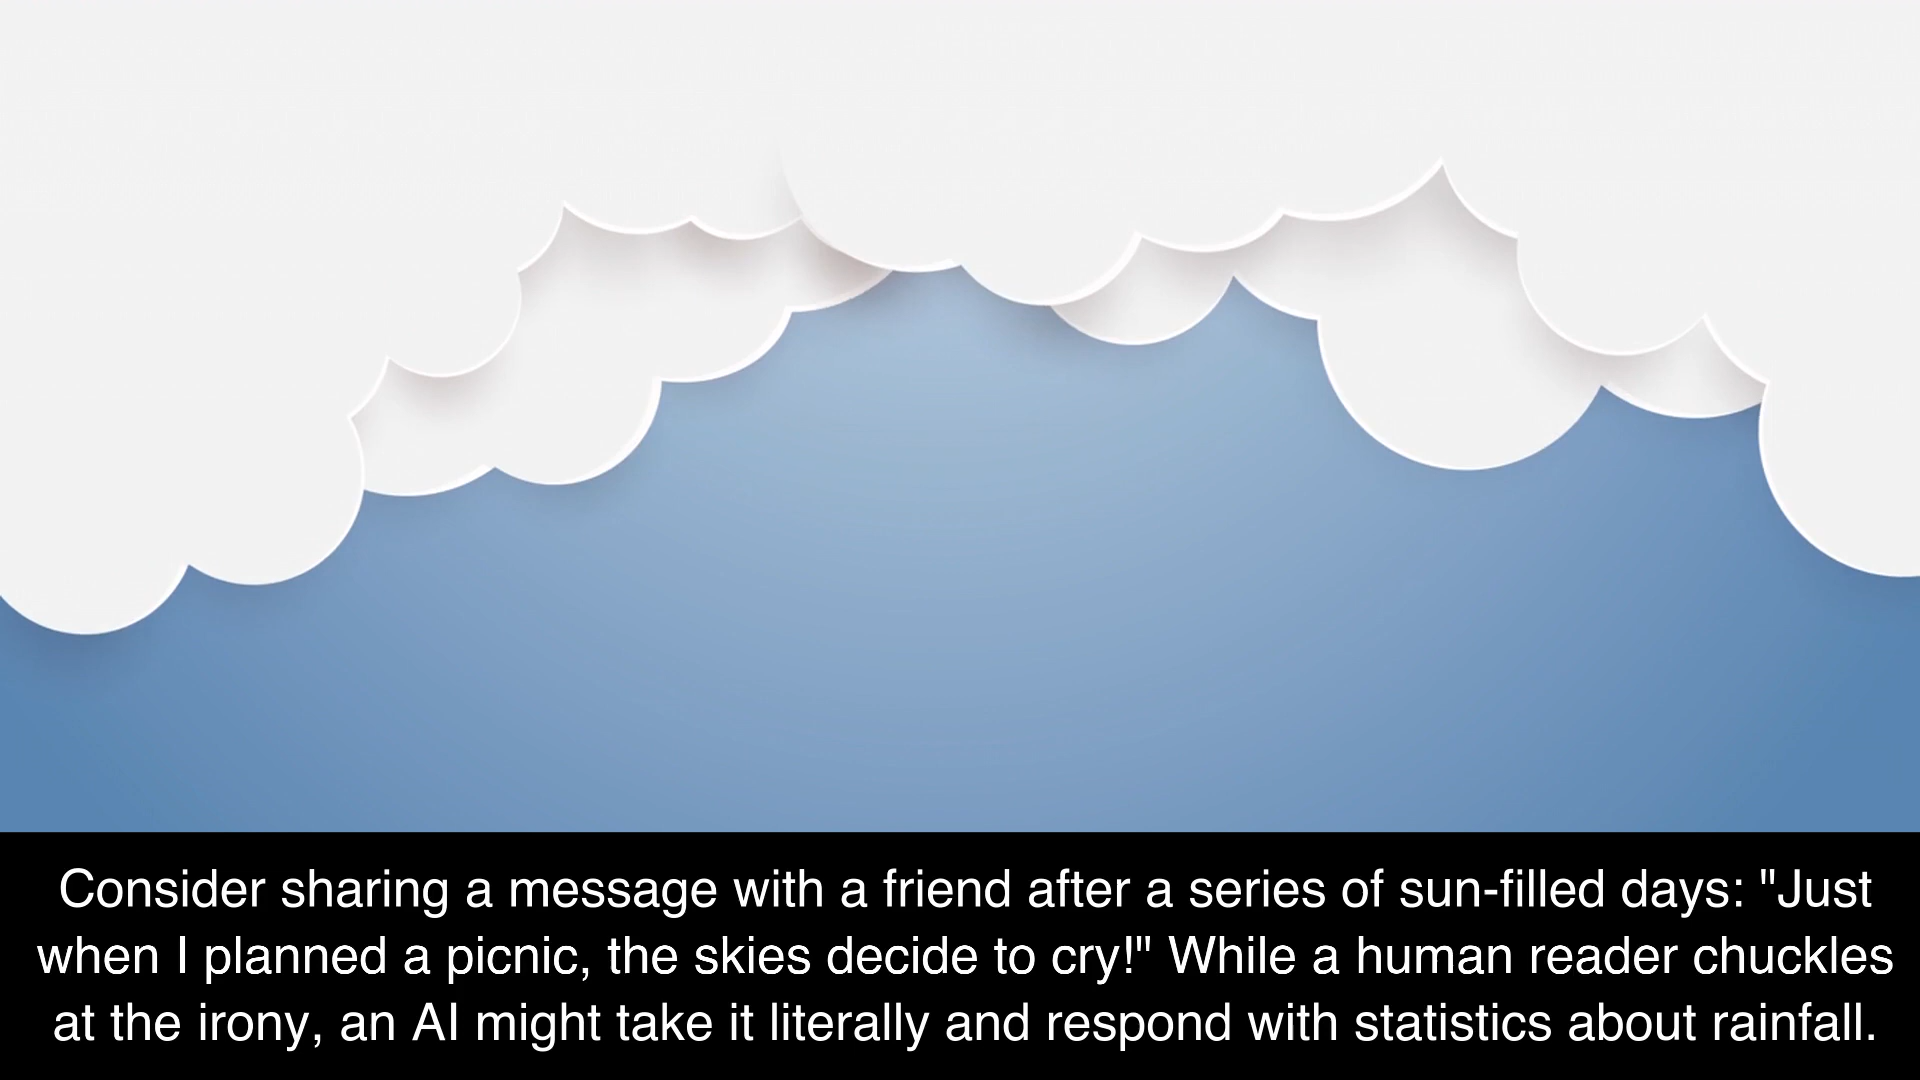 Consider sharing a message with a friend after a series of sun-filled days: "Just
when I planned a picnic, the skies decide to cry!" While a human reader chuckles
at the irony, an AI might take it literally and respond with statistics about rainfall.